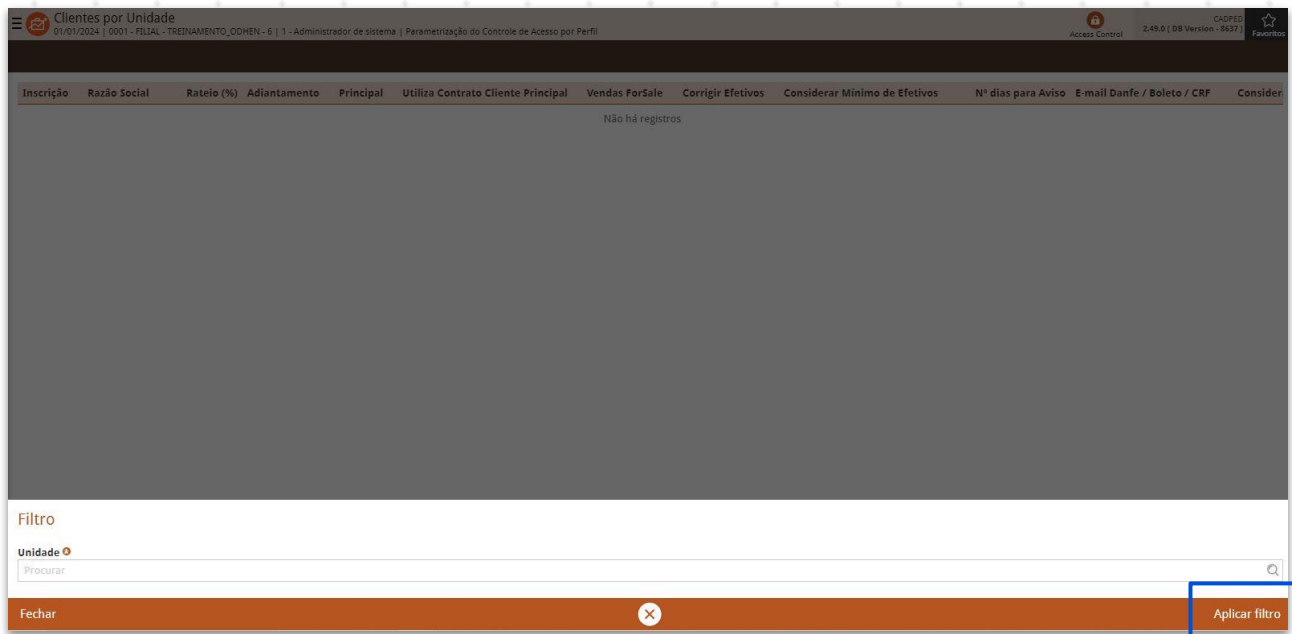 Clientes por Unidade
01/01/2024 | 0001 - FILIAL - TREINAMENTO_ODHEN - 6 | 1 - Administrador de sistema | Parametrização do Controle de Acesso por Perfil
Access Control
CADPED
2.49.0 ( DB Version - 8637 )
Favoritos
Inscrição Razão Social Rateio (%) Adiantamento Principal Utiliza Contrato Cliente Principal Vendas ForSale Corrigir Efetivos Considerar Mínimo de Efetivos Nº dias para Aviso E-mail Danfe / Boleto / CRF Consider
Não há registros
Filtro
Unidade
Procurar
Fechar Aplicar filtro